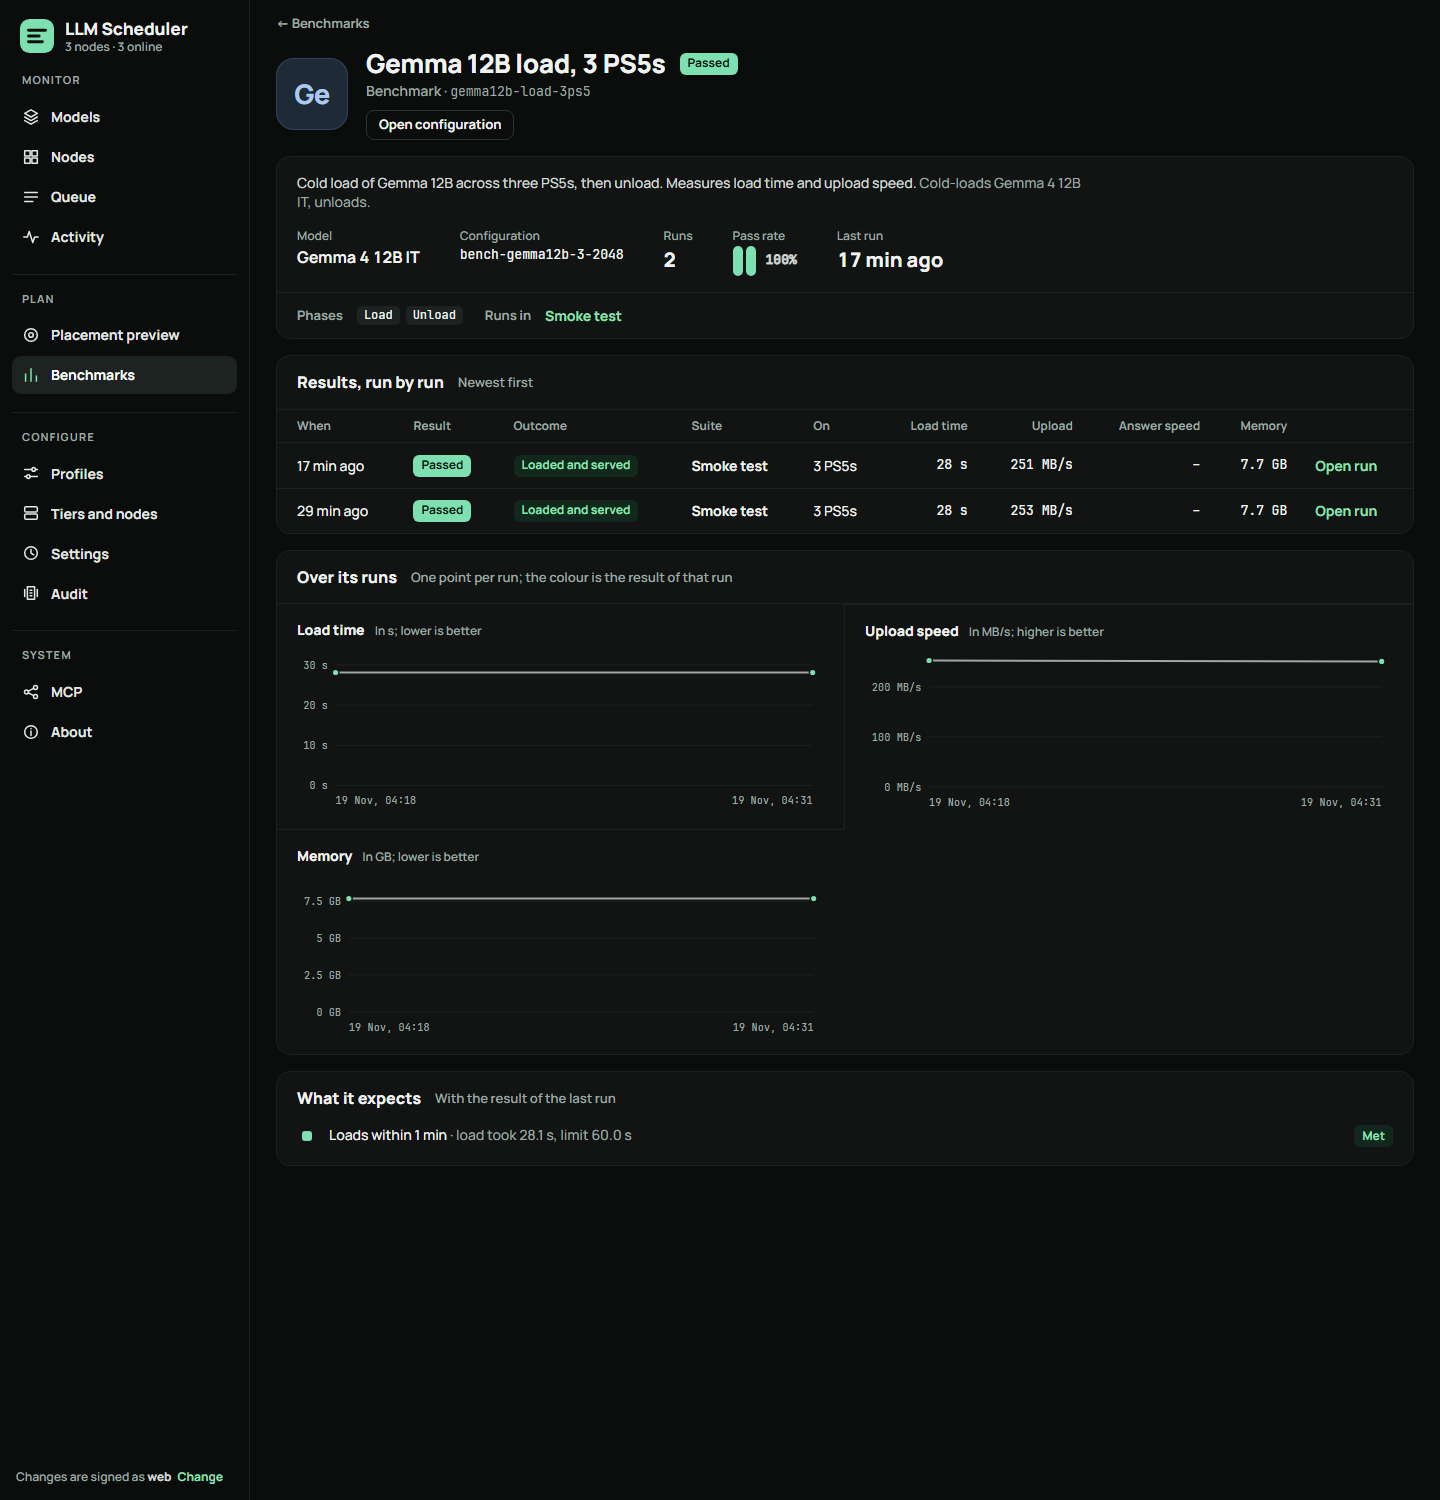 LLM Scheduler
3 nodes · 3 online
MONITOR
Models
Nodes
Queue
Activity
PLAN
Placement preview
Benchmarks
CONFIGURE
Profiles
Tiers and nodes
Settings
Audit
SYSTEM
MCP
About
Changes are signed as web Change
← Benchmarks
Ge
Gemma 12B load, 3 PS5s Passed
Benchmark · gemma12b-load-3ps5
Open configuration
Cold load of Gemma 12B across three PS5s, then unload. Measures load time and upload speed. Cold-loads Gemma 4 12B
IT, unloads.
Model Configuration Runs Pass rate Last run
Gemma 4 12B IT bench-gemma12b-3-2048 2 100% 17 min ago
Phases Load Unload Runs in Smoke test
Results, run by run Newest first
When Result Outcome Suite On Load time Upload Answer speed Memory
17 min ago Passed Loaded and served Smoke test 3 PS5s 28 s 251 MB/s – 7.7 GB Open run
29 min ago Passed Loaded and served Smoke test 3 PS5s 28 s 253 MB/s – 7.7 GB Open run
Over its runs One point per run; the colour is the result of that run
Load time In s; lower is better
30 s
20 s
10 s
0 s
19 Nov, 04:18 19 Nov, 04:31
Upload speed In MB/s; higher is better
200 MB/s
100 MB/s
0 MB/s
19 Nov, 04:18 19 Nov, 04:31
Memory In GB; lower is better
7.5 GB
5 GB
2.5 GB
0 GB
19 Nov, 04:18 19 Nov, 04:31
What it expects With the result of the last run
Loads within 1 min · load took 28.1 s, limit 60.0 s Met